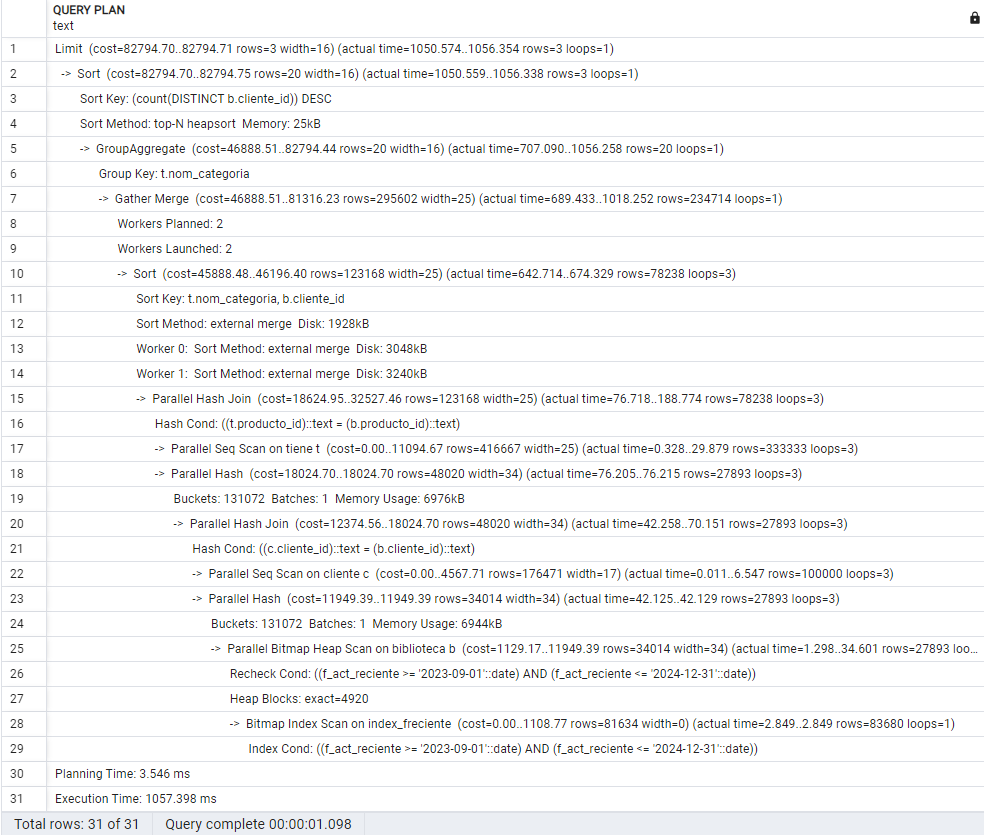 QUERY PLAN
text
1 Limit (cost=82794.70..82794.71 rows=3 width=16) (actual time=1050.574..1056.354 rows=3 loops=1)
2 -> Sort (cost=82794.70..82794.75 rows=20 width=16) (actual time=1050.559..1056.338 rows=3 loops=1)
3 Sort Key: (count(DISTINCT b.cliente_id)) DESC
4 Sort Method: top-N heapsort Memory: 25kB
5 -> GroupAggregate (cost=46888.51..82794.44 rows=20 width=16) (actual time=707.090..1056.258 rows=20 loops=1)
6 Group Key: t.nom_categoria
7 -> Gather Merge (cost=46888.51..81316.23 rows=295602 width=25) (actual time=689.433..1018.252 rows=234714 loops=1)
8 Workers Planned: 2
9 Workers Launched: 2
10 -> Sort (cost=45888.48..46196.40 rows=123168 width=25) (actual time=642.714..674.329 rows=78238 loops=3)
11 Sort Key: t.nom_categoria, b.cliente_id
12 Sort Method: external merge Disk: 1928kB
13 Worker 0: Sort Method: external merge Disk: 3048kB
14 Worker 1: Sort Method: external merge Disk: 3240kB
15 -> Parallel Hash Join (cost=18624.95..32527.46 rows=123168 width=25) (actual time=76.718..188.774 rows=78238 loops=3)
16 Hash Cond: ((t.producto_id)::text = (b.producto_id)::text)
17 -> Parallel Seq Scan on tiene t (cost=0.00..11094.67 rows=416667 width=25) (actual time=0.328..29.879 rows=333333 loops=3)
18 -> Parallel Hash (cost=18024.70..18024.70 rows=48020 width=34) (actual time=76.205..76.215 rows=27893 loops=3)
19 Buckets: 131072 Batches: 1 Memory Usage: 6976kB
20 -> Parallel Hash Join (cost=12374.56..18024.70 rows=48020 width=34) (actual time=42.258..70.151 rows=27893 loops=3)
21 Hash Cond: ((c.cliente_id)::text = (b.cliente_id)::text)
22 -> Parallel Seq Scan on cliente c (cost=0.00..4567.71 rows=176471 width=17) (actual time=0.011..6.547 rows=100000 loops=3)
23 -> Parallel Hash (cost=11949.39..11949.39 rows=34014 width=34) (actual time=42.125..42.129 rows=27893 loops=3)
24 Buckets: 131072 Batches: 1 Memory Usage: 6944kB
25 -> Parallel Bitmap Heap Scan on biblioteca b (cost=1129.17..11949.39 rows=34014 width=34) (actual time=1.298..34.601 rows=27893 loo...
26 Recheck Cond: ((f_act_reciente >= '2023-09-01'::date) AND (f_act_reciente <= '2024-12-31'::date))
27 Heap Blocks: exact=4920
28 -> Bitmap Index Scan on index_freciente (cost=0.00..1108.77 rows=81634 width=0) (actual time=2.849..2.849 rows=83680 loops=1)
29 Index Cond: ((f_act_reciente >= '2023-09-01'::date) AND (f_act_reciente <= '2024-12-31'::date))
30 Planning Time: 3.546 ms
31 Execution Time: 1057.398 ms
Total rows: 31 of 31 Query complete 00:00:01.098